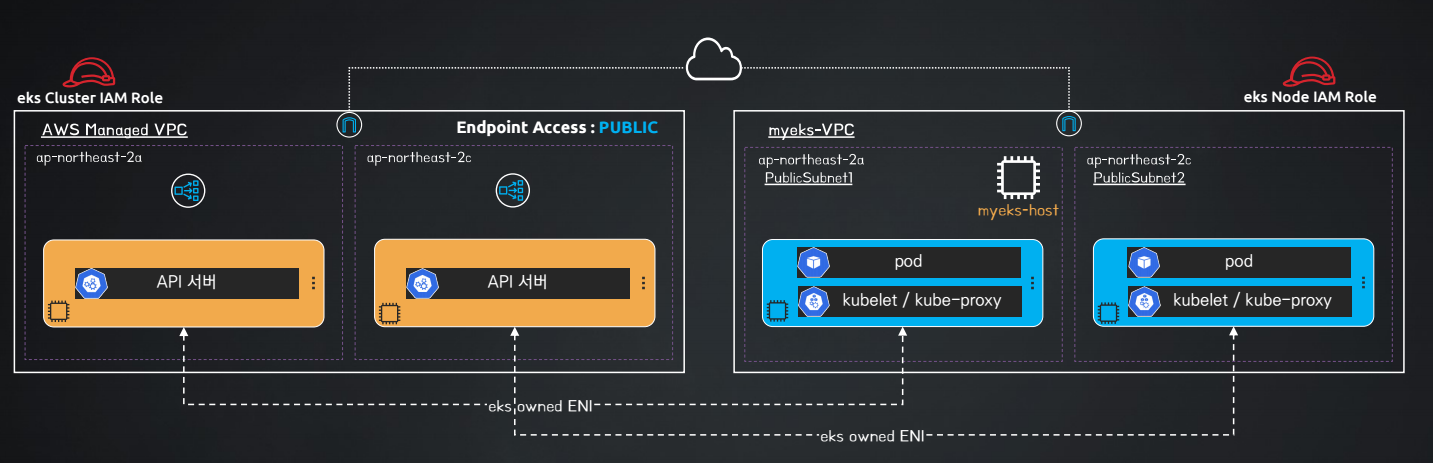 eks Cluster IAM Role
eks Node IAM Role
AWS Managed VPC
Endpoint Access : PUBLIC
ap-northeast-2a
ap-northeast-2c
API 서버
API 서버
myeks-VPC
ap-northeast-2a
PublicSubnet1
myeks-host
ap-northeast-2c
PublicSubnet2
pod
kubelet / kube-proxy
pod
kubelet / kube-proxy
eks owned ENI
eks owned ENI